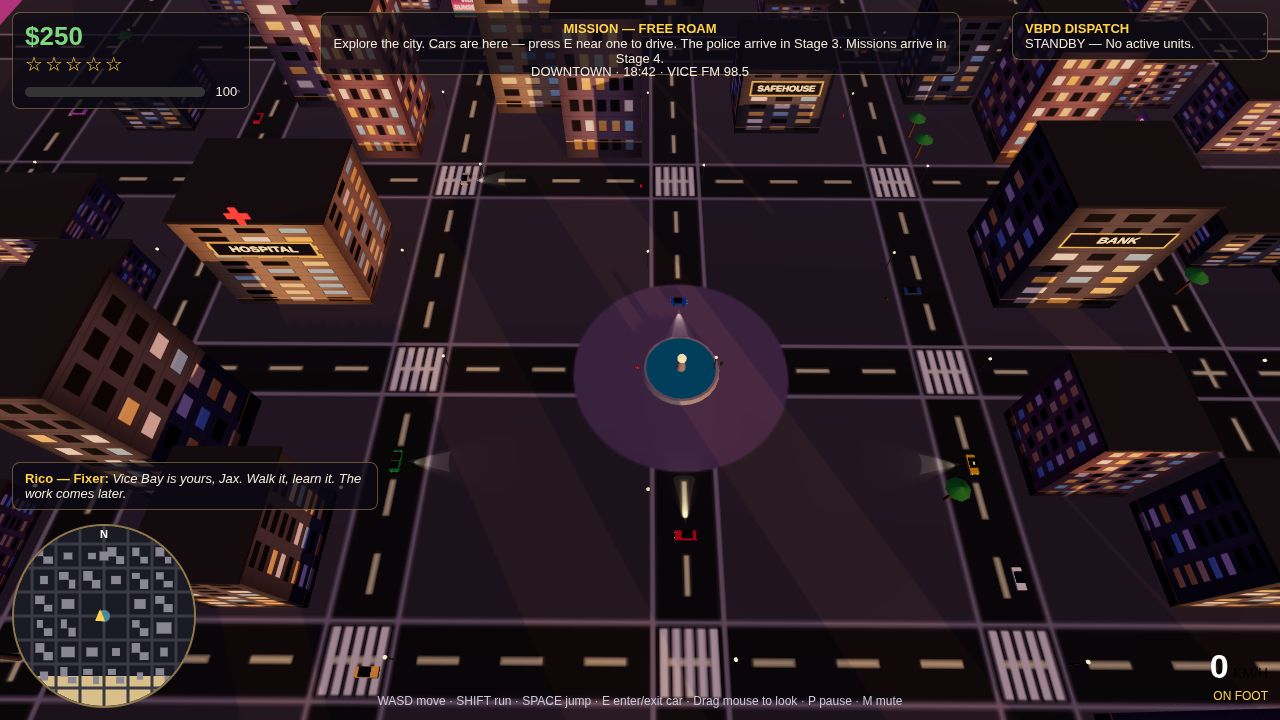 $250
☆☆☆☆☆
100
MISSION — FREE ROAM
Explore the city. Cars are here — press E near one to drive. The police arrive in Stage 3. Missions arrive in
Stage 4.
DOWNTOWN · 18:42 · VICE FM 98.5
VBPD DISPATCH
STANDBY — No active units.
SAFEHOUSE
HOSPITAL
BANK
Rico — Fixer: Vice Bay is yours, Jax. Walk it, learn it. The
work comes later.
N
0 KM/H
ON FOOT
WASD move · SHIFT run · SPACE jump · E enter/exit car · Drag mouse to look · P pause · M mute